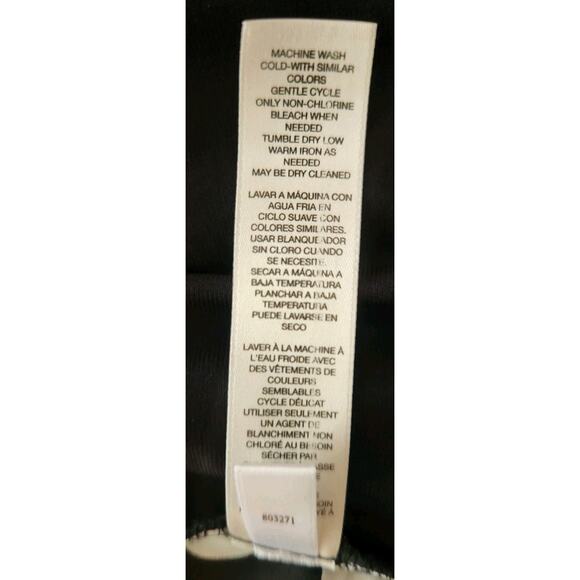 MACHINE WASH
COLD-WITH SIMILAR
COLORS
GENTLE CYCLE
ONLY NON-CHLORINE
BLEACH WHEN
NEEDED
TUMBLE DRY LOW
WARM IRON AS
NEEDED
MAY BE DRY CLEANED
LAVAR A MÁQUINA CON
AGUA FRIA EN
CICLO SUAVE CON
COLORES SIMILARES.
USAR BLANQUEADOR
SIN CLORO CUANDO
SE NECESITE.
SECAR A MÁQUINA A
BAJA TEMPERATURA
PLANCHAR A BAJA
TEMPERATURA
PUEDE LAVARSE EN
SECO
LAVER À LA MACHINE À
L'EAU FROIDE AVEC
DES VÊTEMENTS DE
COULEURS
SEMBLABLES
CYCLE DÉLICAT
UTILISER SEULEMENT
UN AGENT DE
BLANCHIMENT NON
CHLORÉ AU BESOIN
SÉCHER PAR
603271